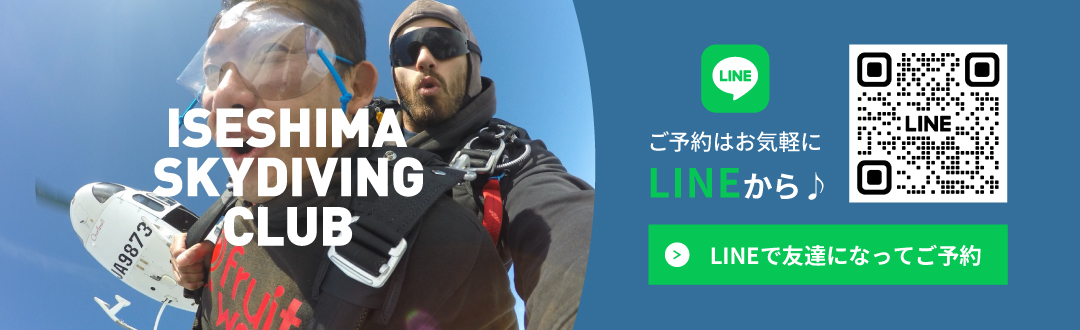 ISESHIMA
SKYDIVING
CLUB
JA9873
fruit
LINE
ご予約はお気軽に
LINEから♪
LINE
LINEで友達になってご予約